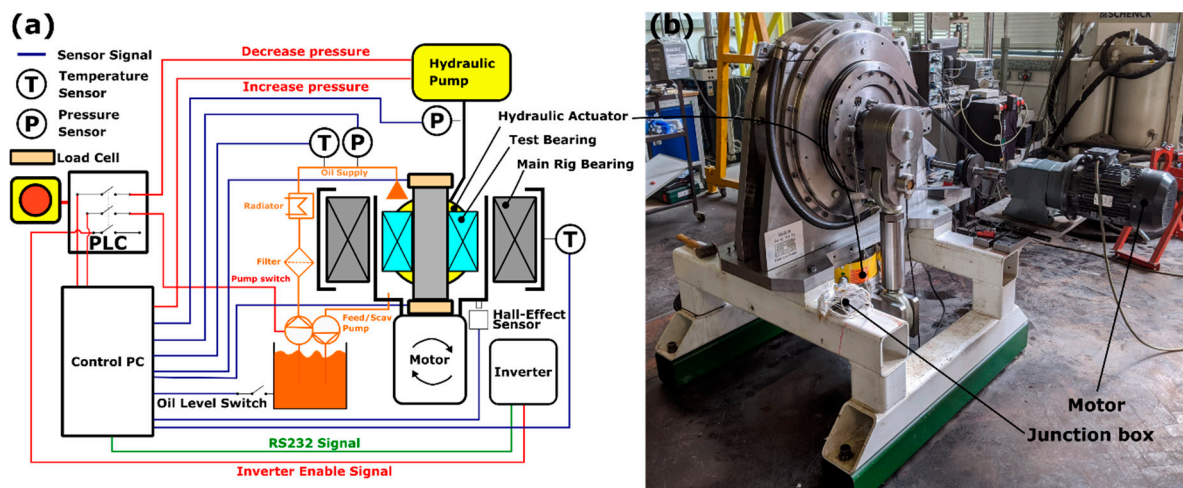 (a)
Sensor Signal
T
Temperature
Sensor
P
Pressure
Sensor
Load Cell
PLC
Control PC
Decrease pressure
Increase pressure
Hydraulic
Pump
P
T
P
Oil Supply
Hydraulic Actuator
Test Bearing
Main Rig Bearing
Radiator
Filter
Pump switch
Feed/Scav
Pump
T
Hall-Effect
Sensor
Motor
Inverter
Oil Level Switch
RS232 Signal
Inverter Enable Signal
(b)
SCHENCK
Motor
Junction box